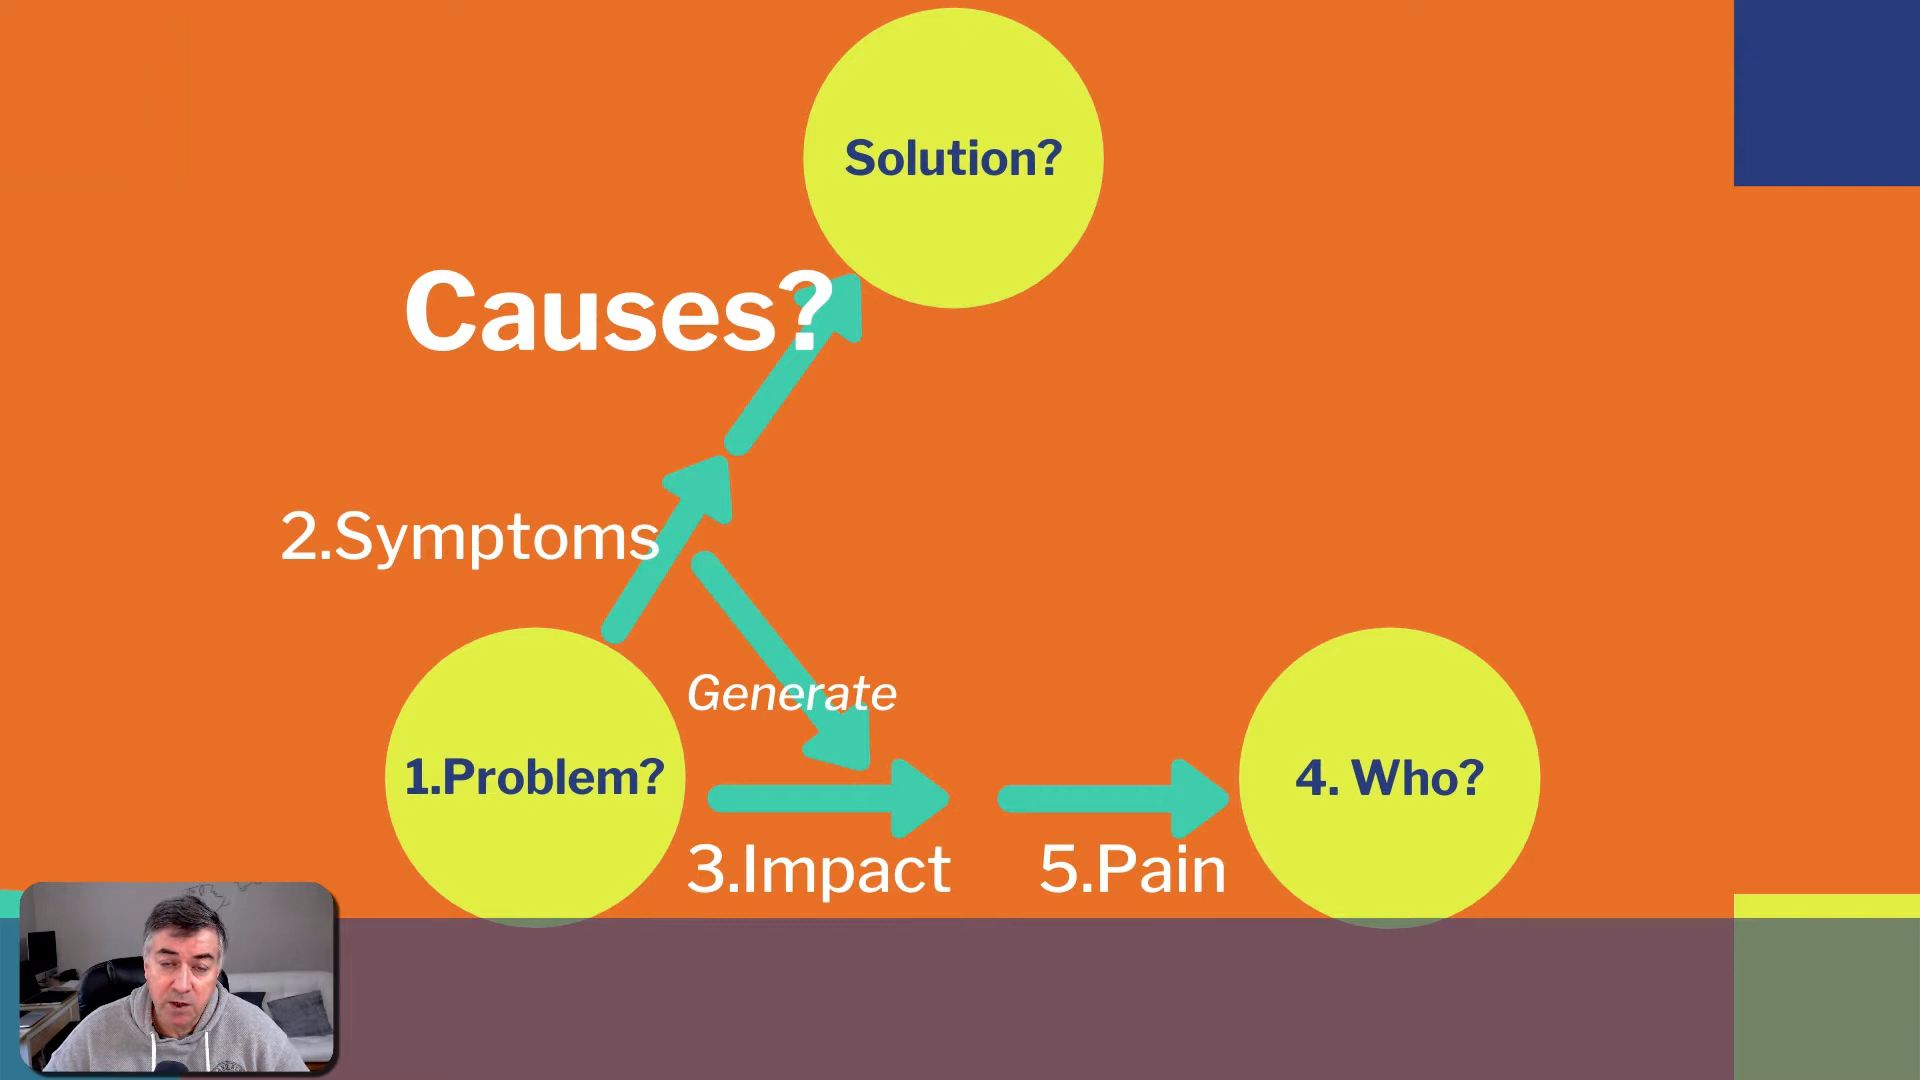 Solution?
Causes?
2.Symptoms
Generate
1.Problem?
4. Who?
3.Impact
5.Pain